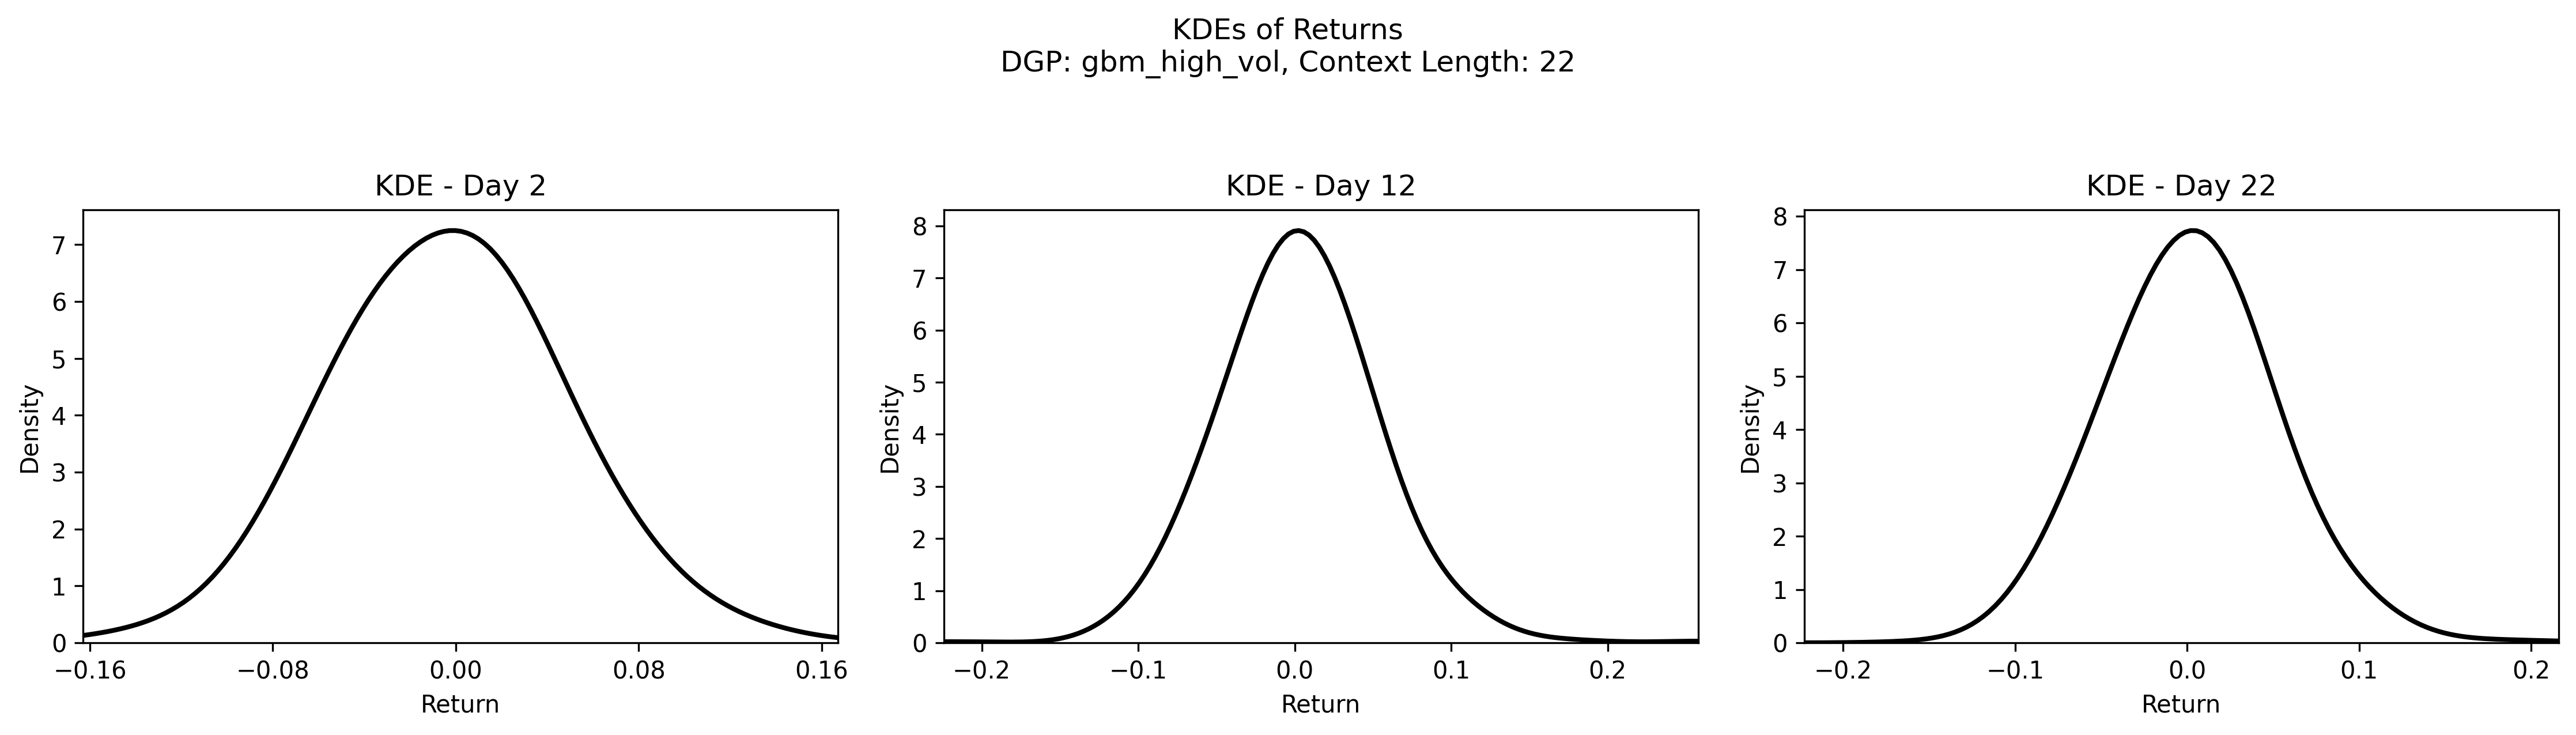 KDEs of Returns
DGP: gbm_high_vol, Context Length: 22
KDE - Day 2
Density
7
6
5
4
3
2
1
0
−0.16 −0.08 0.00 0.08 0.16
Return
KDE - Day 12
Density
8
7
6
5
4
3
2
1
0
−0.2 −0.1 0.0 0.1 0.2
Return
KDE - Day 22
Density
8
7
6
5
4
3
2
1
0
−0.2 −0.1 0.0 0.1 0.2
Return